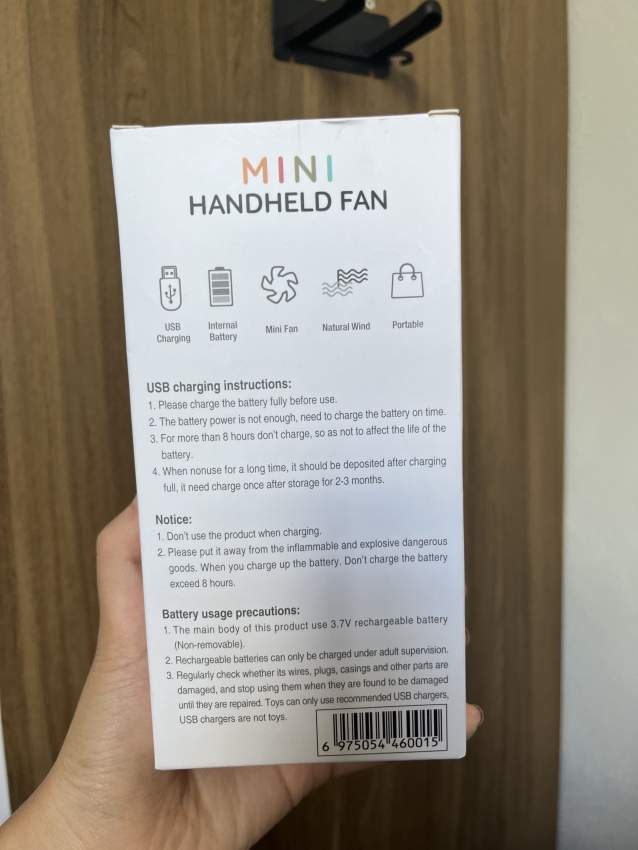 MINI
HANDHELD FAN
USB Charging
Internal Battery
Mini Fan
Natural Wind
Portable
USB charging instructions:
1. Please charge the battery fully before use.
2. The battery power is not enough, need to charge the battery on time.
3. For more than 8 hours don't charge, so as not to affect the life of the
battery.
4. When nonuse for a long time, it should be deposited after charging
full, it need charge once after storage for 2-3 months.
Notice:
1. Don't use the product when charging.
2. Please put it away from the inflammable and explosive dangerous
goods. When you charge up the battery. Don't charge the battery
exceed 8 hours.
Battery usage precautions:
1. The main body of this product use 3.7V rechargeable battery
(Non-removable).
2. Rechargeable batteries can only be charged under adult supervision.
3. Regularly check whether its wires, plugs, casings and other parts are
damaged, and stop using them when they are found to be damaged
until they are repaired. Toys can only use recommended USB chargers,
USB chargers are not toys.
6 975054 460015